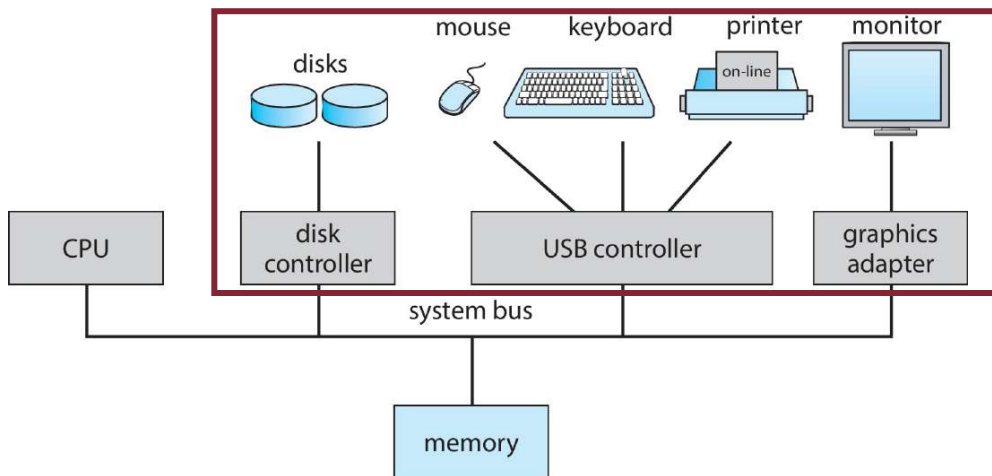 mouse
keyboard
printer
monitor
disks
on-line
CPU
disk
controller
USB controller
graphics
adapter
system bus
memory